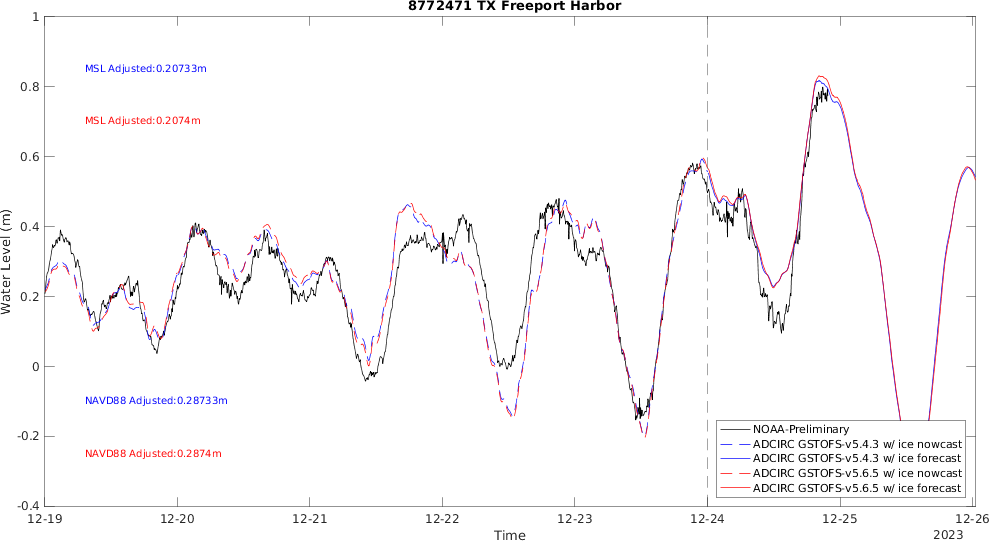 8772471 TX Freeport Harbor
1
0.8
0.6
0.4
0.2
0
-0.2
-0.4
Water Level (m)
MSL Adjusted:0.20733m
MSL Adjusted:0.2074m
NAVD88 Adjusted:0.28733m
NAVD88 Adjusted:0.2874m
NOAA-Preliminary
ADCIRC GSTOFS-v5.4.3 w/ ice nowcast
ADCIRC GSTOFS-v5.4.3 w/ ice forecast
ADCIRC GSTOFS-v5.6.5 w/ ice nowcast
ADCIRC GSTOFS-v5.6.5 w/ ice forecast
12-19 12-20 12-21 12-22 12-23 12-24 12-25 12-26
Time
2023